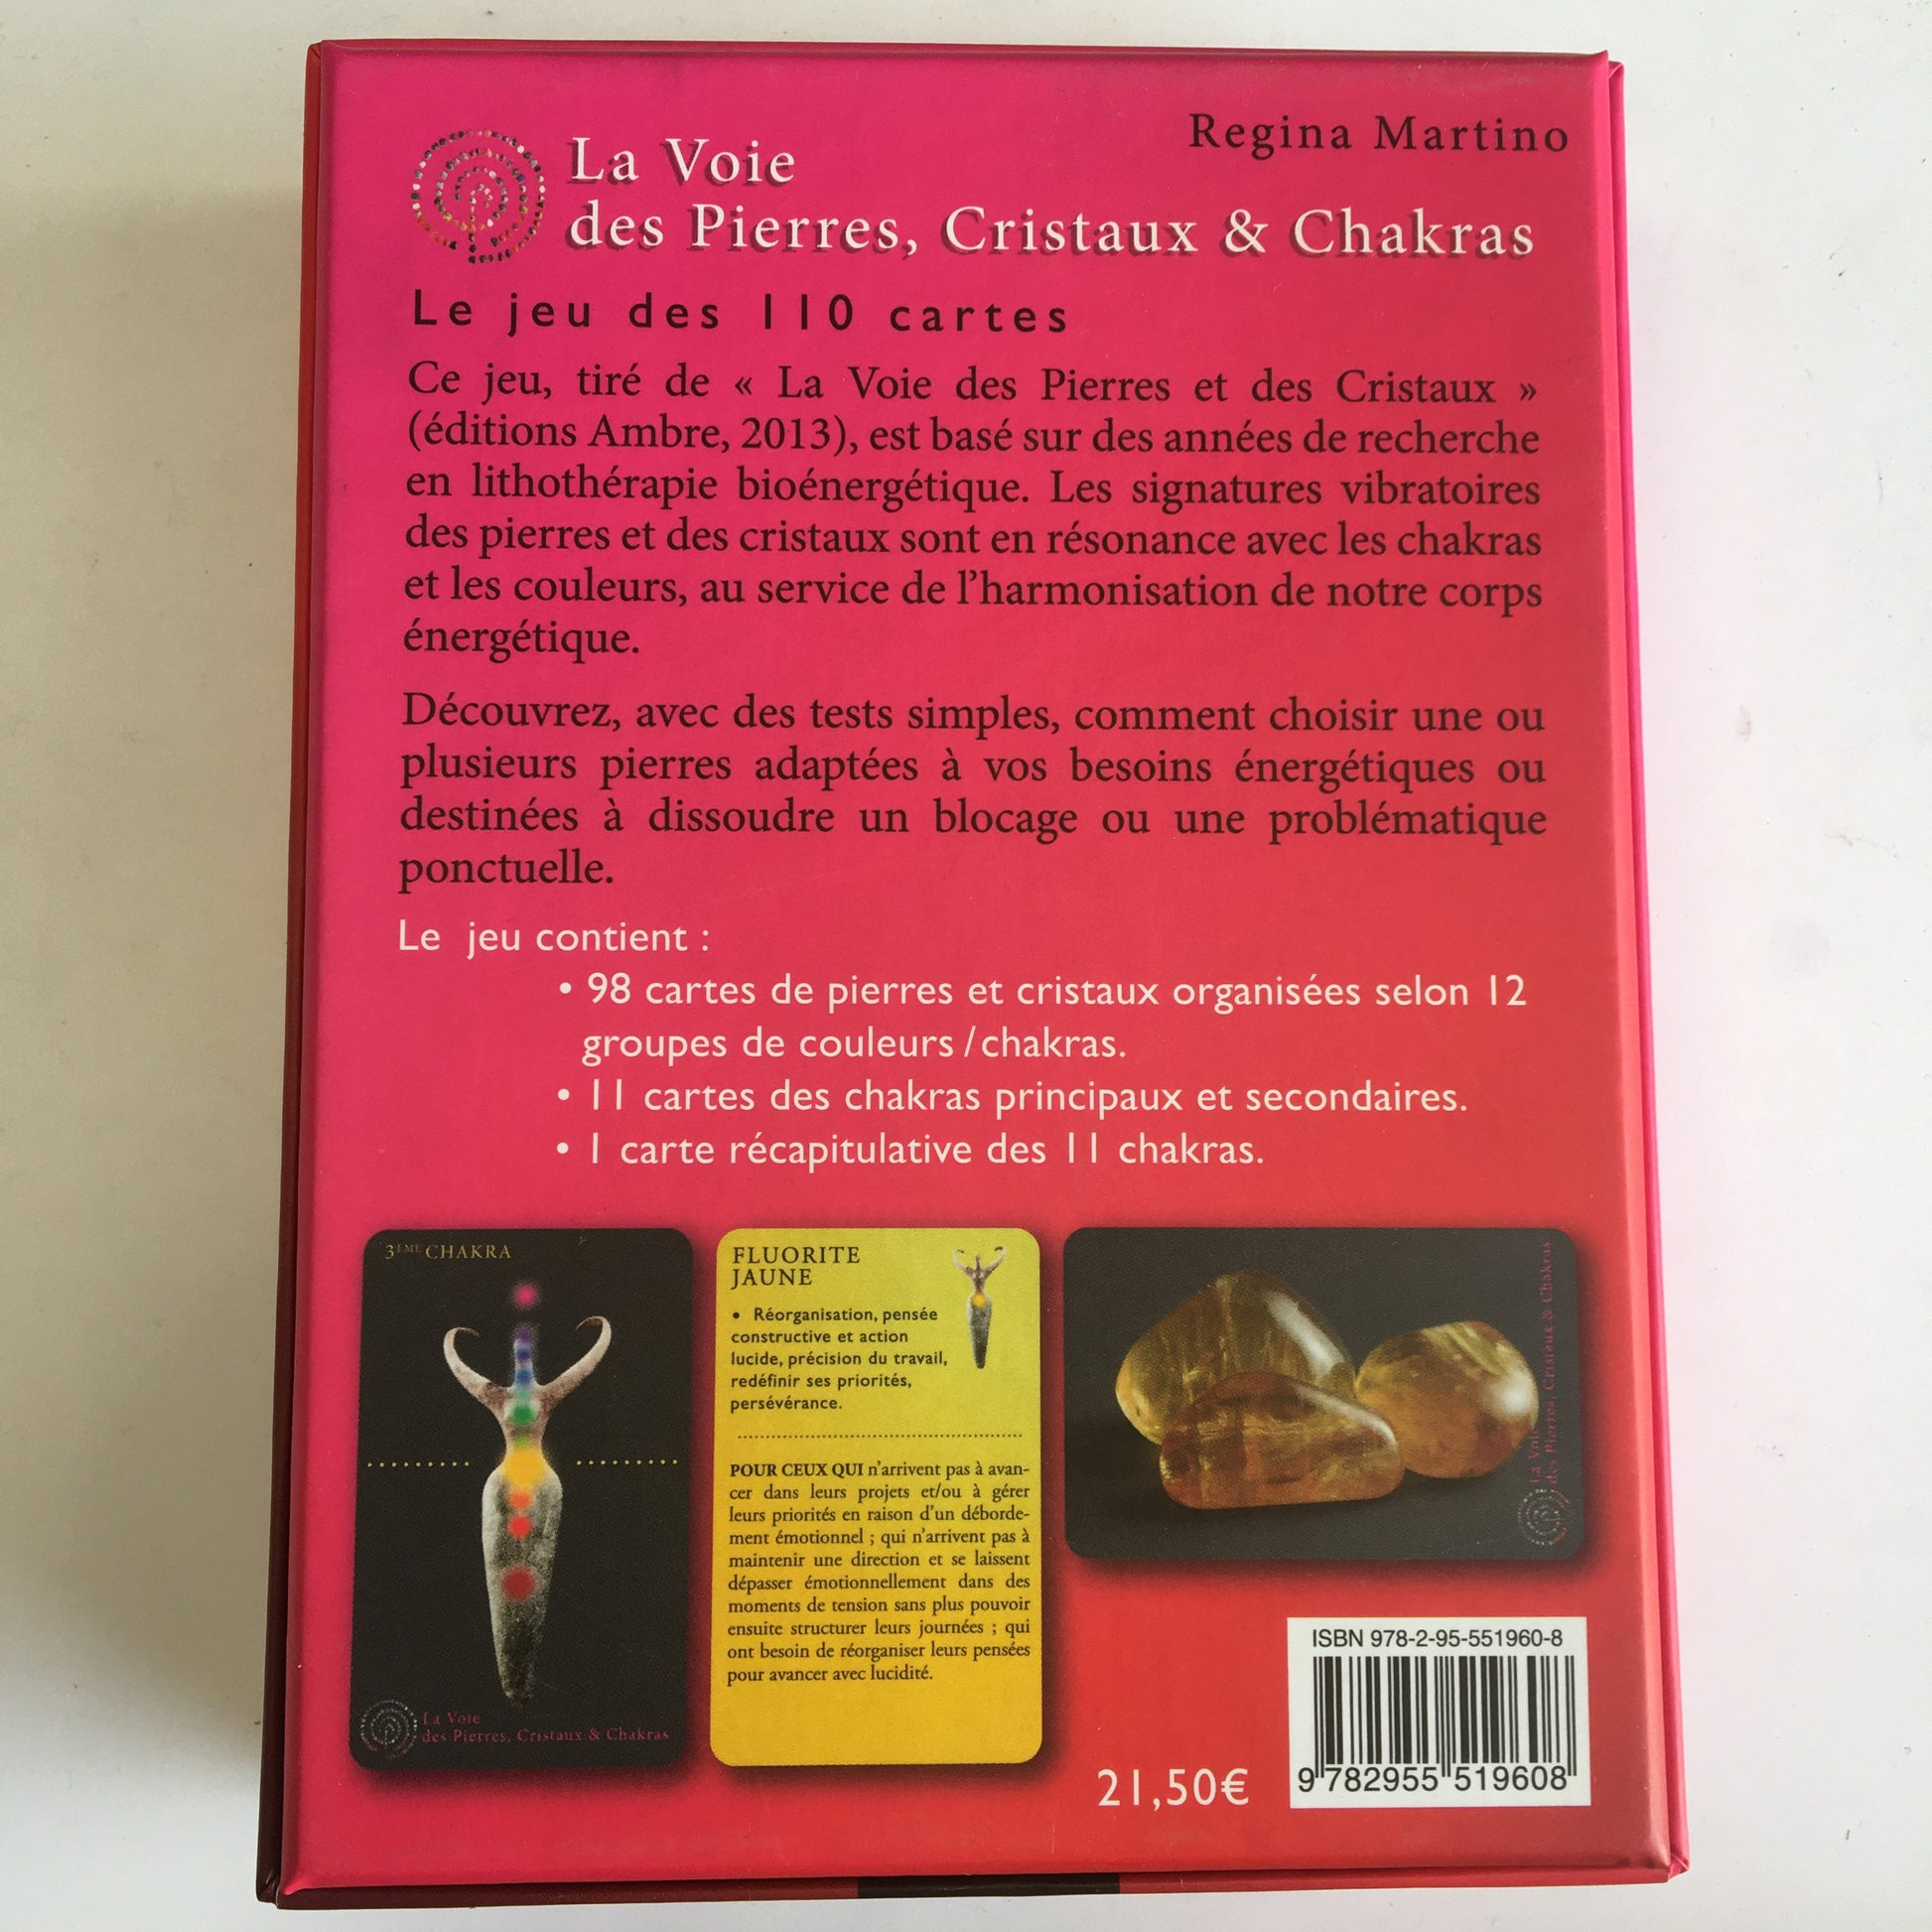 Regina Martino
La Voie
des Pierres, Cristaux & Chakras
Le jeu des 110 cartes
Ce jeu, tiré de « La Voie des Pierres et des Cristaux »
(éditions Ambre, 2013), est basé sur des années de recherche
en lithothérapie bioénergétique. Les signatures vibratoires
des pierres et des cristaux sont en résonance avec les chakras
et les couleurs, au service de l’harmonisation de notre corps
énergétique.
Découvrez, avec des tests simples, comment choisir une ou
plusieurs pierres adaptées à vos besoins énergétiques ou
destinées à dissoudre un blocage ou une problématique
ponctuelle.
Le jeu contient :
• 98 cartes de pierres et cristaux organisées selon 12
groupes de couleurs / chakras.
• 11 cartes des chakras principaux et secondaires.
• 1 carte récapitulative des 11 chakras.
3ÈME CHAKRA
La Voie
des Pierres, Cristaux & Chakras
FLUORITE
JAUNE
• Réorganisation, pensée
constructive et action
lucide, précision du travail,
redéfinir ses priorités,
persévérance.
POUR CEUX QUI n’arrivent pas à avan-
cer dans leurs projets et/ou à gérer
leurs priorités en raison d’un déborde-
ment émotionnel ; qui n’arrivent pas à
maintenir une direction et se laissent
dépasser émotionnellement dans des
moments de tension sans plus pouvoir
ensuite structurer leurs journées ; qui
ont besoin de réorganiser leurs pensées
pour avancer avec lucidité.
La Voie
des Pierres, Cristaux & Chakras
21,50€
ISBN 978-2-95-551960-8
9 782955 519608